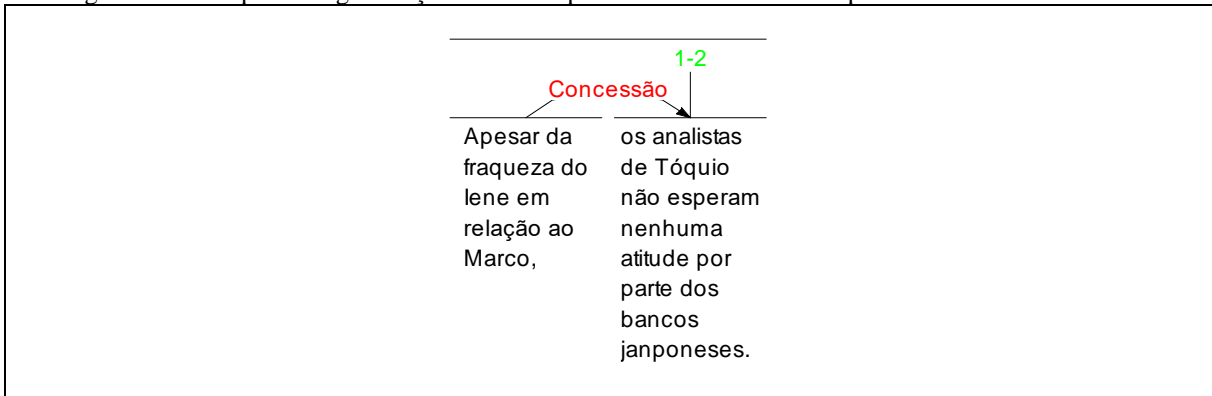 1-2
Concessão
Apesar da
fraqueza do
Iene em
relação ao
Marco,
os analistas
de Tóquio
não esperam
nenhuma
atitude por
parte dos
bancos
janponeses.